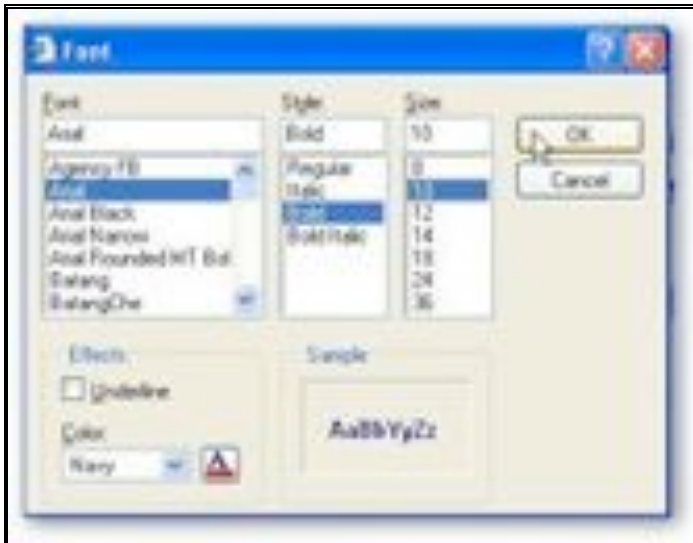 Font
Font:
Style:
Size:
Arial
Bold
10
OK
Agency FB
Arial
Arial Black
Arial Narrow
Arial Rounded MT Bol
Batang
BatangChe
Regular
Italic
Bold
Bold Italic
8
10
12
14
18
24
36
Cancel
Effects
Underline
Color:
Navy
A
Sample
AaBbYyZz